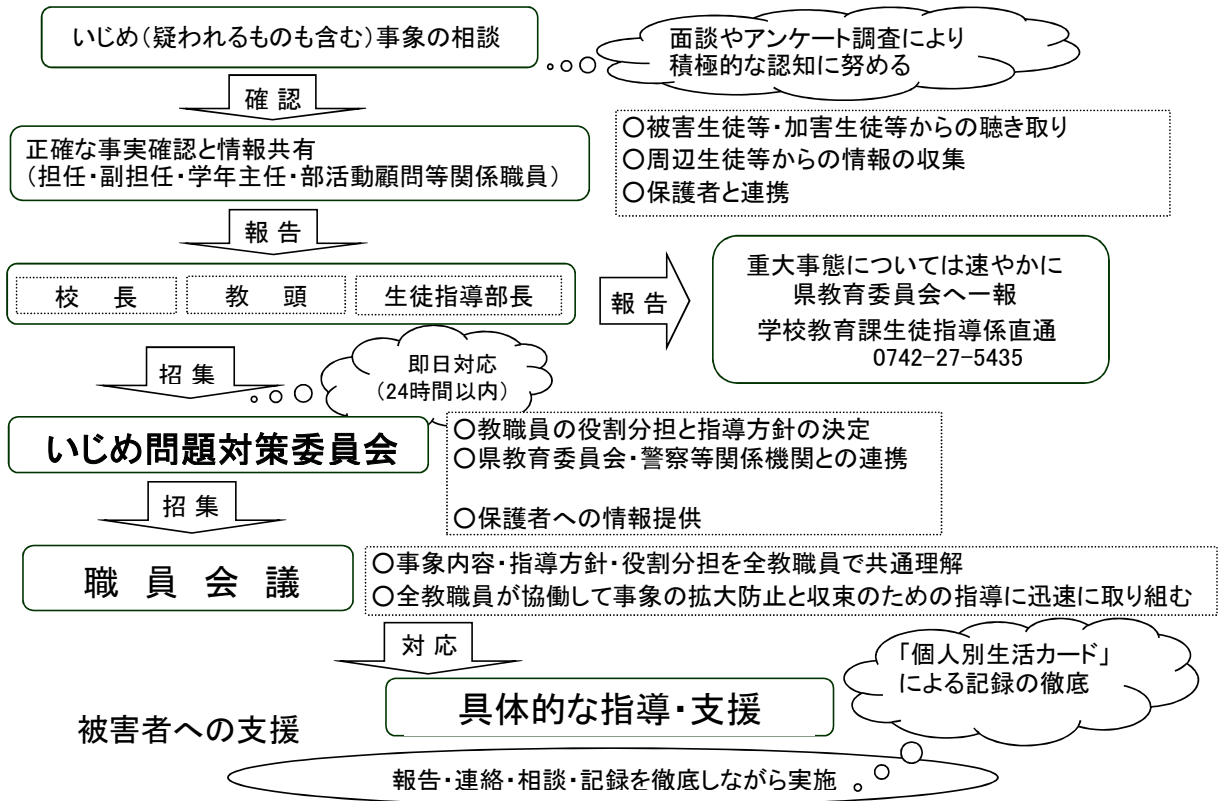 いじめ(疑われるものも含む)事象の相談
面談やアンケート調査により
積極的な認知に努める
確 認
正確な事実確認と情報共有
(担任・副担任・学年主任・部活動顧問等関係職員)
○被害生徒等・加害生徒等からの聴き取り
○周辺生徒等からの情報の収集
○保護者と連携
報 告
校 長
教 頭
生徒指導部長
報 告
重大事態については速やかに
県教育委員会へ一報
学校教育課生徒指導係直通
0742-27-5435
招 集
即日対応
(24時間以内)
いじめ問題対策委員会
○教職員の役割分担と指導方針の決定
○県教育委員会・警察等関係機関との連携
○保護者への情報提供
招 集
職 員 会 議
○事象内容・指導方針・役割分担を全教職員で共通理解
○全教職員が協働して事象の拡大防止と収束のための指導に迅速に取り組む
対 応
「個人別生活カード」
による記録の徹底
具体的な指導・支援
被害者への支援
報告・連絡・相談・記録を徹底しながら実施